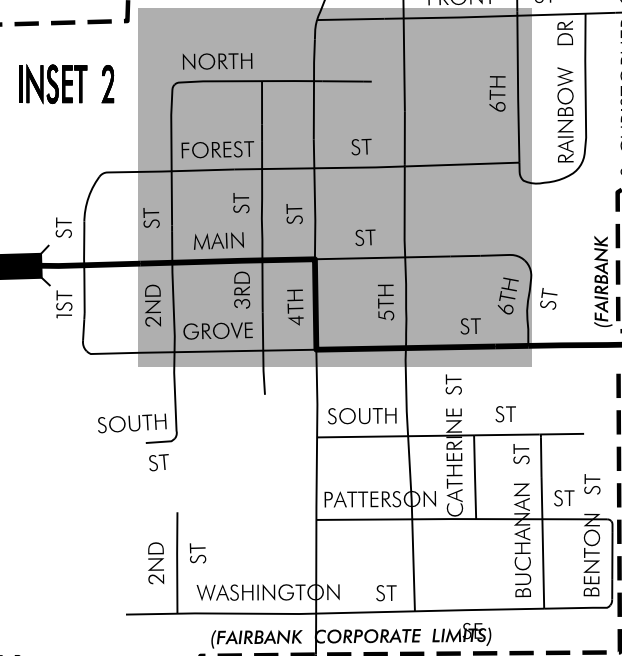 FRONT ST
INSET 2
NORTH
6TH
RAINBOW DR
FOREST ST
1ST ST
2ND ST
3RD ST
4TH ST
MAIN ST
5TH
6TH ST
GROVE ST
(FAIRBANK
SOUTH ST
SOUTH ST
CATHERINE ST
PATTERSON ST
BUCHANAN ST
BENTON ST
2ND ST
WASHINGTON ST
(FAIRBANK CORPORATE LIMITS)